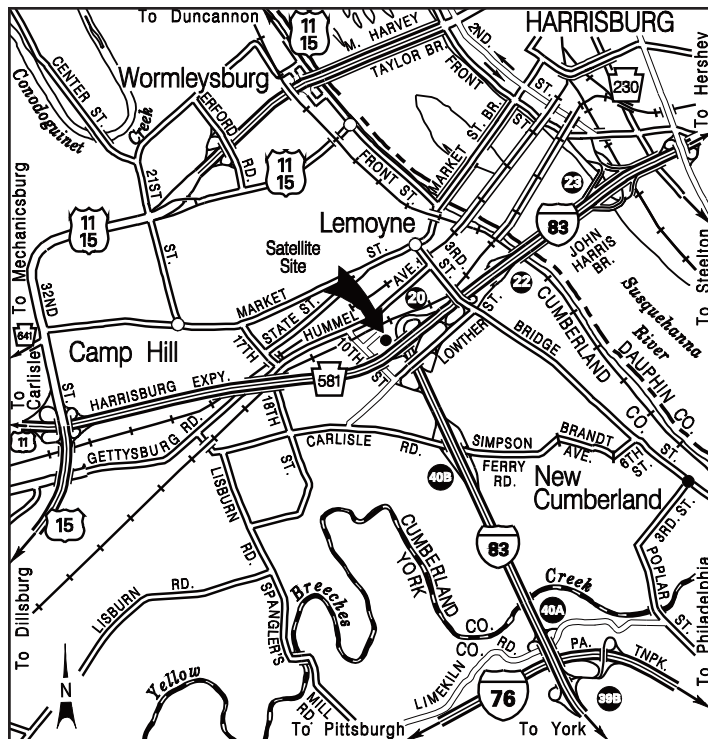 To Duncannon
HARRISBURG
11
15
M. HARVEY
TAYLOR BR.
2ND.
ST.
FRONT
ST.
230
To Hershey
Conodoguinet
Creek
CENTER ST.
Wormleysburg
ERFORD
RD.
11
15
FRONT ST.
MARKET ST. BR.
23
21ST
ST.
11
15
To Mechanicsburg
32ND
ST.
Lemoyne
83
JOHN
HARRIS
BR.
To Steelton
Satellite
Site
MARKET
ST.
STATE ST.
HUMMEL
AVE.
3RD.
ST.
20
22
LOWTHER
ST.
BRIDGE
ST.
CUMBERLAND
CO.
DAUPHIN CO.
Susquehanna
River
641
To
Carlisle
Camp Hill
17TH
10TH
ST.
HARRISBURG EXPY.
581
11
18TH
ST.
GETTYSBURG RD.
CARLISLE
RD.
SIMPSON
FERRY
RD.
BRANDT
AVE.
6TH
ST.
40B
New
Cumberland
15
LISBURN
RD.
3RD. ST.
83
CUMBERLAND
CO.
YORK
CO.
POPLAR
ST.
To Philadelphia
To Dillsburg
LISBURN
RD.
SPANGLER'S
MILL
RD.
Yellow
Breeches
Creek
40A
LIMEKILN
RD.
PA.
TNPK.
N
76
39B
To Pittsburgh
To York